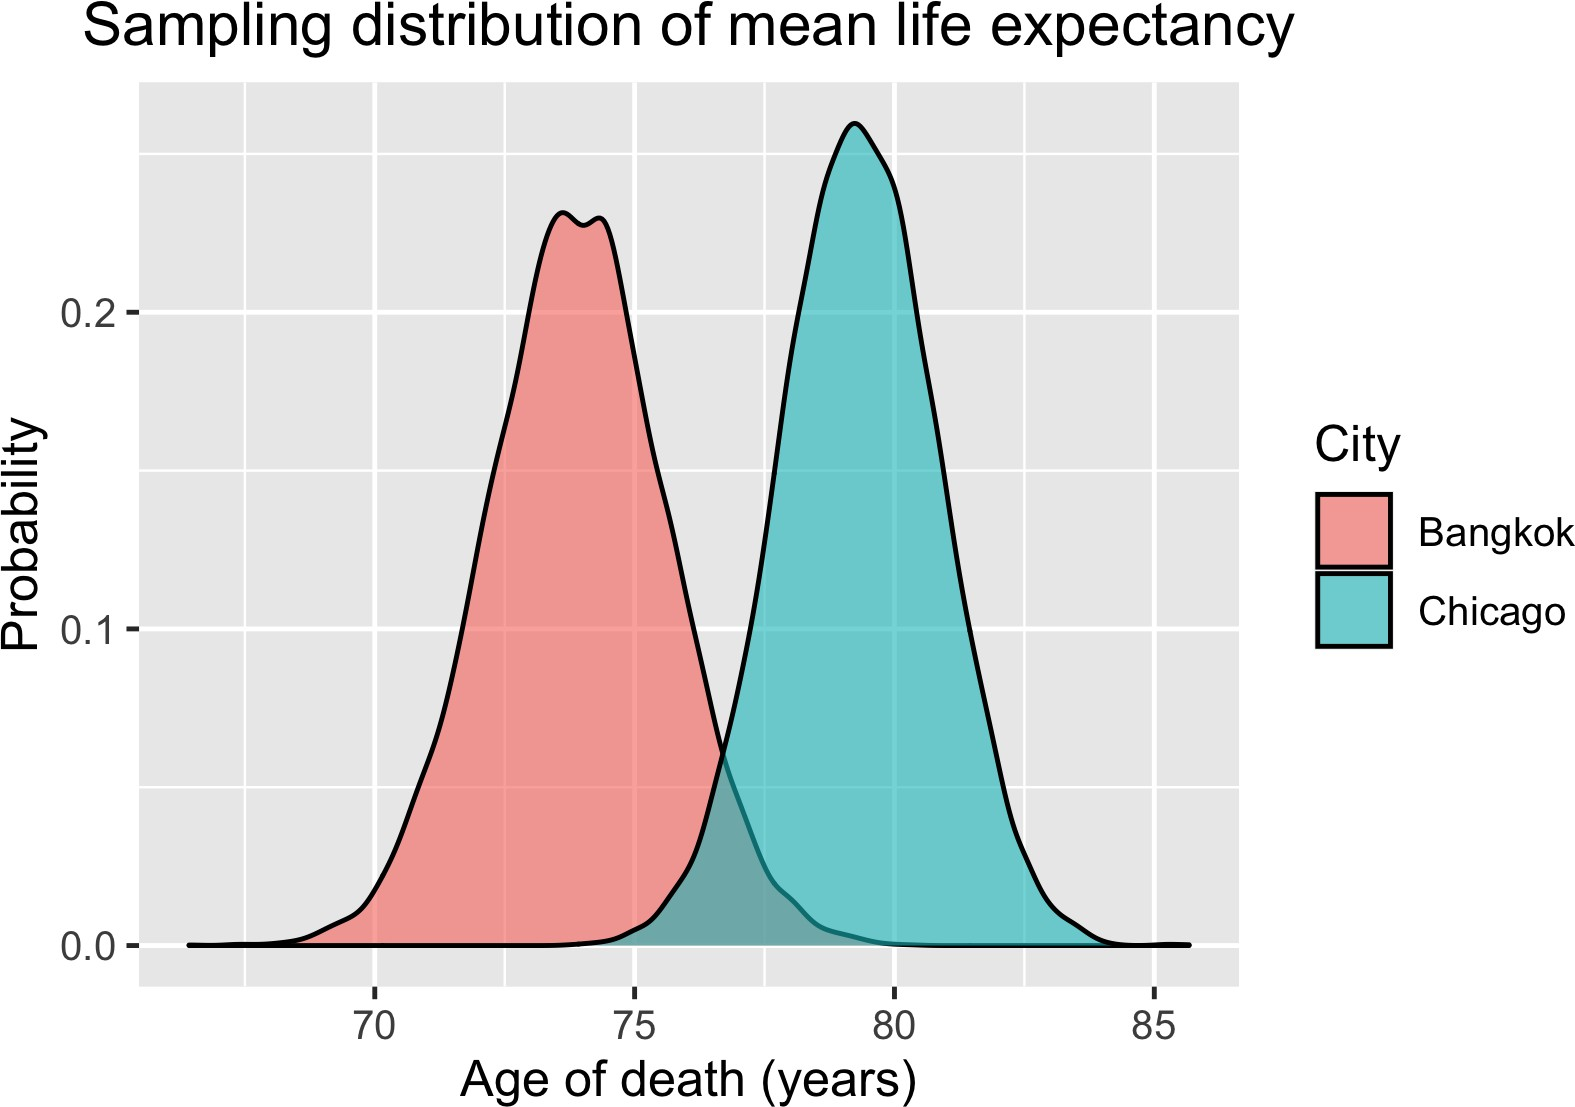 Sampling distribution of mean life expectancy
Probability
0.2
0.1
0.0
70 75 80 85
Age of death (years)
City
Bangkok
Chicago